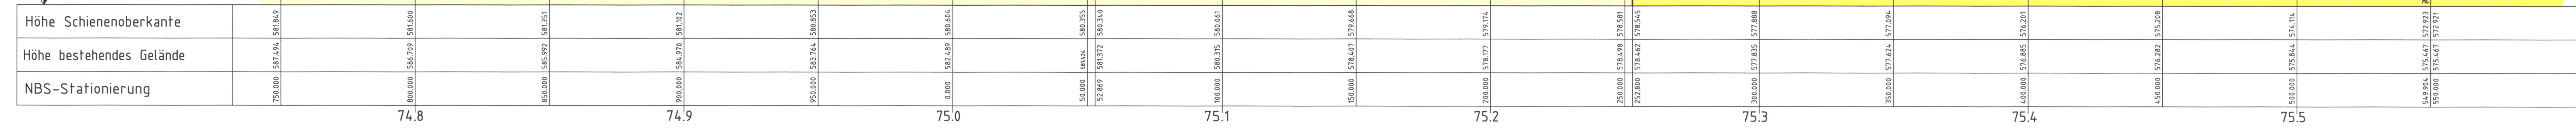 Höhe Schienenoberkante 581.849 581.600 581.351 581.102 580.853 580.604 580.355 580.340 580.061 579.668 579.174 578.581 578.545 577.888 577.094 576.201 575.208 574.114 572.923 572.921
Höhe bestehendes Gelände 587.494 586.709 585.992 584.970 583.764 582.489 581.424 581.372 580.315 578.407 578.177 578.498 578.462 577.835 577.624 576.885 576.282 575.844 575.467 575.467
NBS-Stationierung 750.000 800.000 850.000 900.000 950.000 0.000 50.000 52.869 100.000 150.000 200.000 250.000 252.800 300.000 350.000 400.000 450.000 500.000 549.904 550.000
74.8 74.9 75.0 75.1 75.2 75.3 75.4 75.5